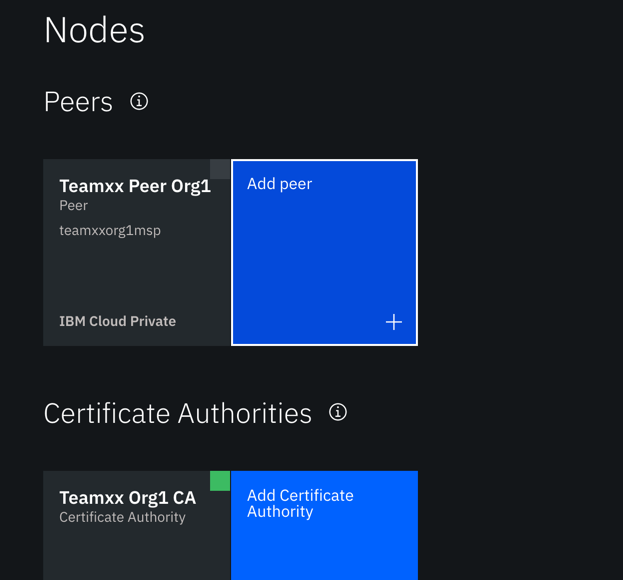 Nodes
Peers
Teamxx Peer Org1
Peer
teamxxorg1msp
IBM Cloud Private
Add peer
Certificate Authorities
Teamxx Org1 CA
Certificate Authority
Add Certificate
Authority